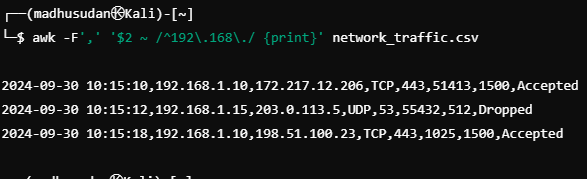 ┌──(madhusudan㉿Kali)-[~]
└─$ awk -F',' '$2 ~ /^192\.168\./ {print}' network_traffic.csv
2024-09-30 10:15:10,192.168.1.10,172.217.12.206,TCP,443,51413,1500,Accepted
2024-09-30 10:15:12,192.168.1.15,203.0.113.5,UDP,53,55432,512,Dropped
2024-09-30 10:15:18,192.168.1.10,198.51.100.23,TCP,443,1025,1500,Accepted
┌──(madhusudan㉿Kali)-[~]